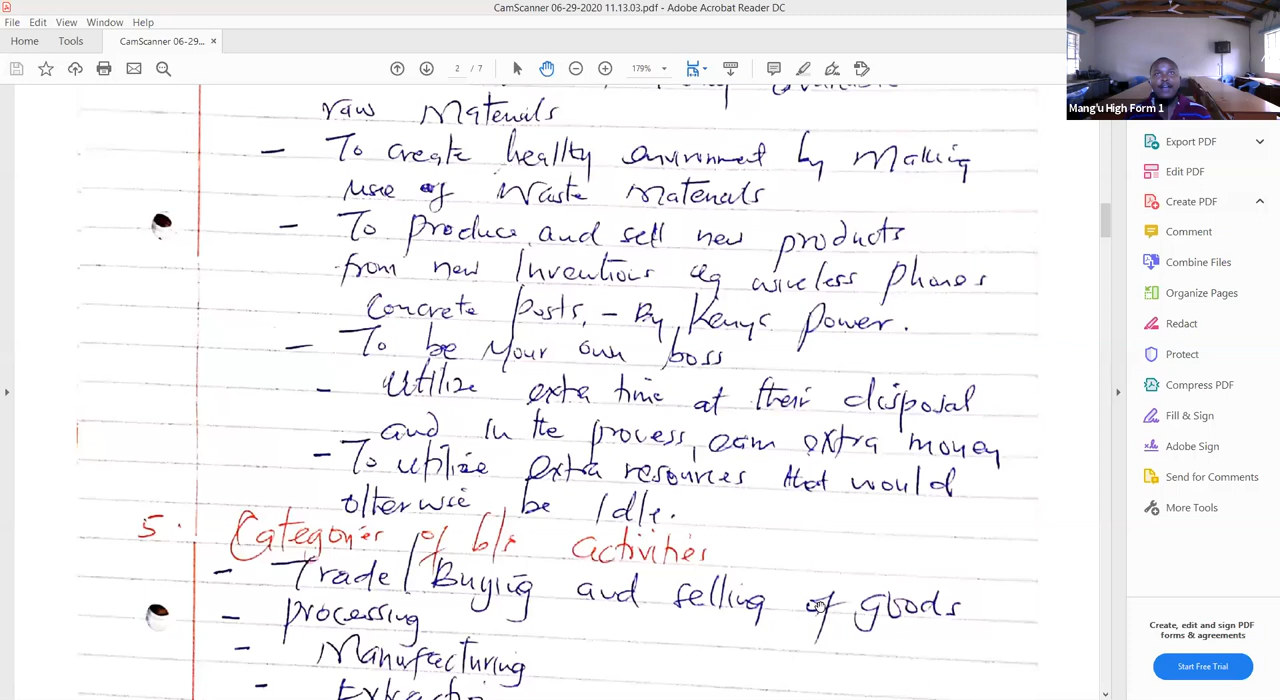 CamScanner 06-29-2020 11.13.03.pdf - Adobe Acrobat Reader DC
File Edit View Window Help
Home Tools CamScanner 06-29... ×
2 / 7 179%
Mang'u High Form 1
raw Materials
- To create healthy environment by Making
use of Waste Materials
- To produce and sell new products
from new Inventions eg wireless phones
Concrete posts, - By Kenya Power.
- To be your own boss
- Utilize extra time at their disposal
and in the process, earn extra money
- To utilize extra resources that would
otherwise be Idle.
5. Categories of b/s activities
- Trade/Buying and selling of goods
- processing
- Manufacturing
-
Export PDF
Edit PDF
Create PDF
Comment
Combine Files
Organize Pages
Redact
Protect
Compress PDF
Fill & Sign
Adobe Sign
Send for Comments
More Tools
Create, edit and sign PDF
forms & agreements
Start Free Trial